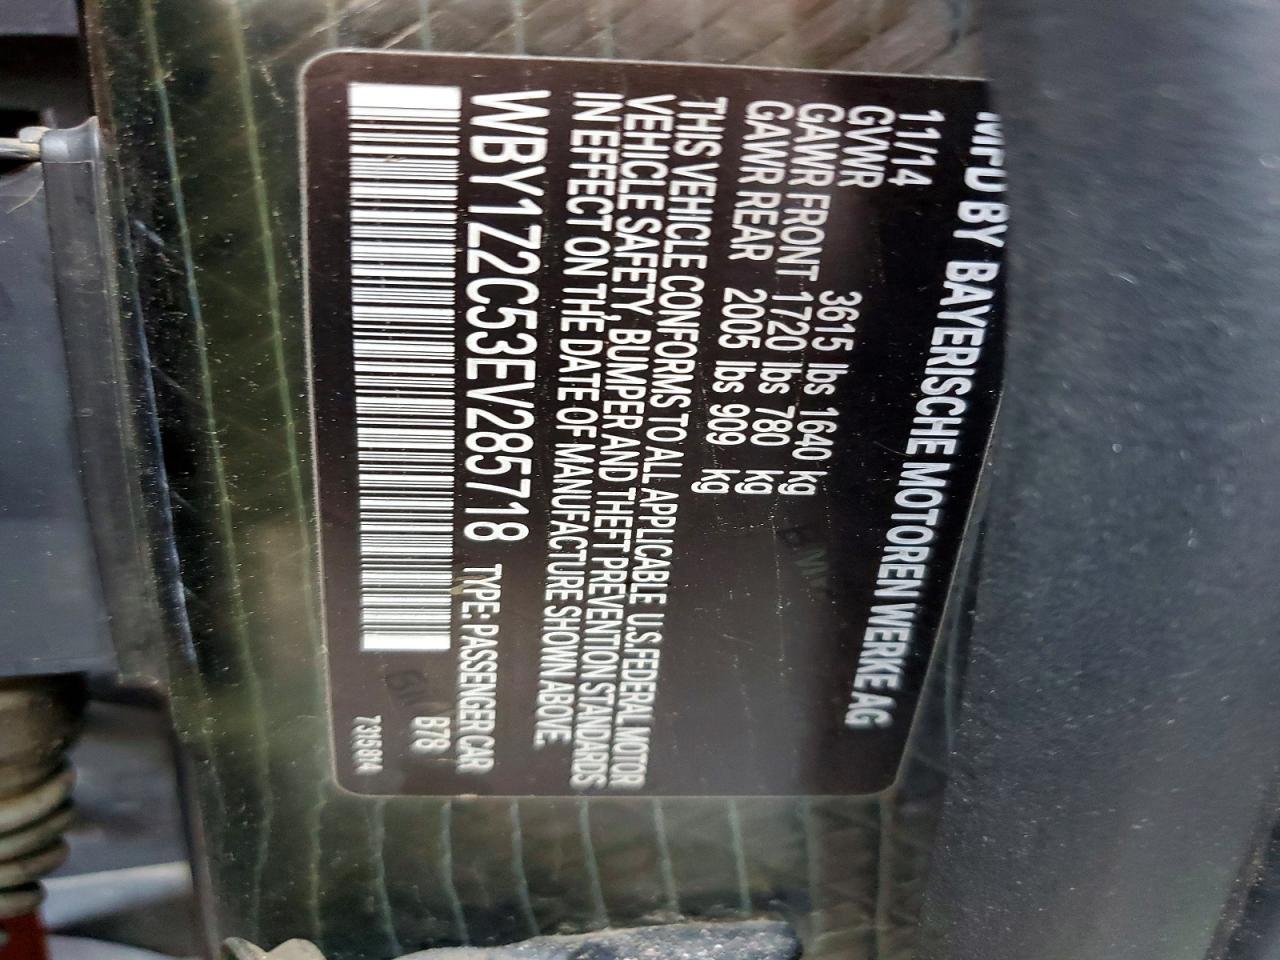 MFD BY BAYERISCHE MOTOREN WERKE AG
11/14
GVWR 3615 lbs 1640 kg
GAWR FRONT 1720 lbs 780 kg
GAWR REAR 2005 lbs 909 kg
THIS VEHICLE CONFORMS TO ALL APPLICABLE U.S.FEDERAL MOTOR
VEHICLE SAFETY, BUMPER AND THEFT PREVENTION STANDARDS
IN EFFECT ON THE DATE OF MANUFACTURE SHOWN ABOVE.
WBY1Z2C53EV285718 TYPE: PASSENGER CAR
B78
7315814